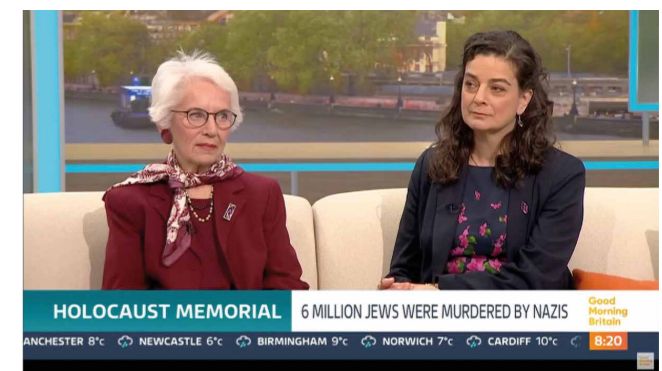 HOLOCAUST MEMORIAL
6 MILLION JEWS WERE MURDERED BY NAZIS
Good
Morning
Britain
ANCHESTER 8°c NEWCASTLE 6°c BIRMINGHAM 9°c NORWICH 7°c CARDIFF 10°c
8:20